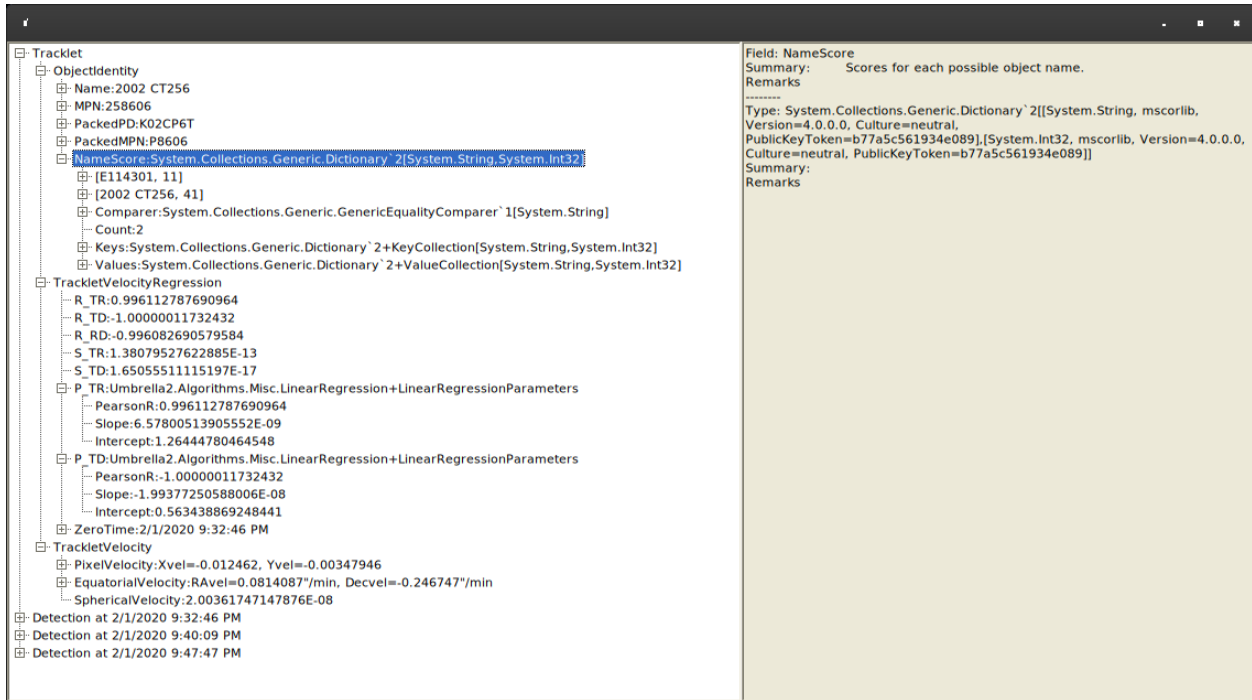 Tracklet
ObjectIdentity
Name:2002 CT256
MPN:258606
PackedPD:K02CP6T
PackedMPN:P8606
NameScore:System.Collections.Generic.Dictionary`2[System.String,System.Int32]
[E114301, 11]
[2002 CT256, 41]
Comparer:System.Collections.Generic.GenericEqualityComparer`1[System.String]
Count:2
Keys:System.Collections.Generic.Dictionary`2+KeyCollection[System.String,System.Int32]
Values:System.Collections.Generic.Dictionary`2+ValueCollection[System.String,System.Int32]
TrackletVelocityRegression
R_TR:0.996112787690964
R_TD:-1.00000011732432
R_RD:-0.996082690579584
S_TR:1.38079527622885E-13
S_TD:1.65055511115197E-17
P_TR:Umbrella2.Algorithms.Misc.LinearRegression+LinearRegressionParameters
PearsonR:0.996112787690964
Slope:6.57800513905552E-09
Intercept:1.26444780464548
P_TD:Umbrella2.Algorithms.Misc.LinearRegression+LinearRegressionParameters
PearsonR:-1.00000011732432
Slope:-1.99377250588006E-08
Intercept:0.563438869248441
ZeroTime:2/1/2020 9:32:46 PM
TrackletVelocity
PixelVelocity:Xvel=-0.012462, Yvel=-0.00347946
EquatorialVelocity:RAvel=0.0814087"/min, Decvel=-0.246747"/min
SphericalVelocity:2.00361747147876E-08
Detection at 2/1/2020 9:32:46 PM
Detection at 2/1/2020 9:40:09 PM
Detection at 2/1/2020 9:47:47 PM
Field: NameScore
Summary: Scores for each possible object name.
Remarks
--------
Type: System.Collections.Generic.Dictionary`2[[System.String, mscorlib,
Version=4.0.0.0, Culture=neutral,
PublicKeyToken=b77a5c561934e089],[System.Int32, mscorlib, Version=4.0.0.0,
Culture=neutral, PublicKeyToken=b77a5c561934e089]]
Summary:
Remarks